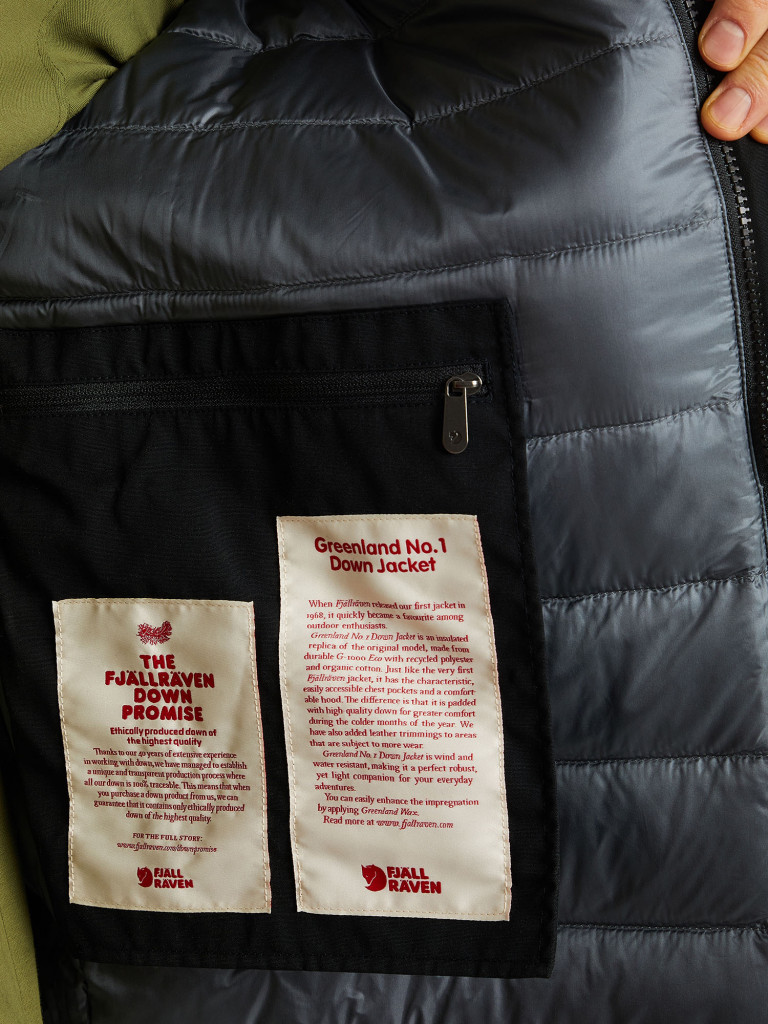 THE
FJÄLLRÄVEN
DOWN
PROMISE
Ethically produced down of
the highest quality
Thanks to our 40 years of extensive experience
in working with down, we have managed to establish
a unique and transparent production process where
all our down is 100% traceable. This means that when
you purchase a down product from us, we can
guarantee that it contains only ethically produced
down of the highest quality.
FOR THE FULL STORY:
www.fjallraven.com/downpromise
FJÄLL
RÄVEN
Greenland No.1
Down Jacket
When Fjällräven released our first jacket in
1968, it quickly became a favourite among
outdoor enthusiasts.
Greenland No. 1 Down Jacket is an insulated
replica of the original model, made from
durable G-1000 Eco with recycled polyester
and organic cotton. Just like the very first
Fjällräven jacket, it has the characteristic,
easily accessible chest pockets and a comfort
able hood. The difference is that it is padded
with high-quality down for greater comfort
during the colder months of the year. We
have also added leather trimmings to areas
that are subject to more wear.
Greenland No. 1 Down Jacket is wind and
water resistant, making it a perfect robust,
yet light companion for your everyday
adventures.
You can easily enhance the impregnation
by applying Greenland Wax.
Read more at www.fjallraven.com
FJÄLL
RÄVEN